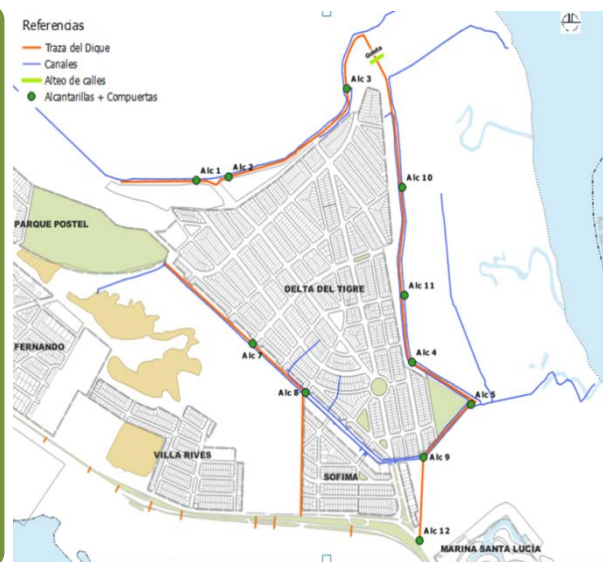 Referencias
Traza del Dique
Canales
Alteo de calles
Alcantarillas + Compuertas
Guleta
Alc 3
Alc 1
Alc 2
Alc 10
PARQUE POSTEL
DELTA DEL TIGRE
Alc 11
FERNANDO
Alc 7
Alc 4
Alc 8
Alc 5
VILLA RIVES
Alc 9
SOFIMA
Alc 12
MARINA SANTA LUCÍA